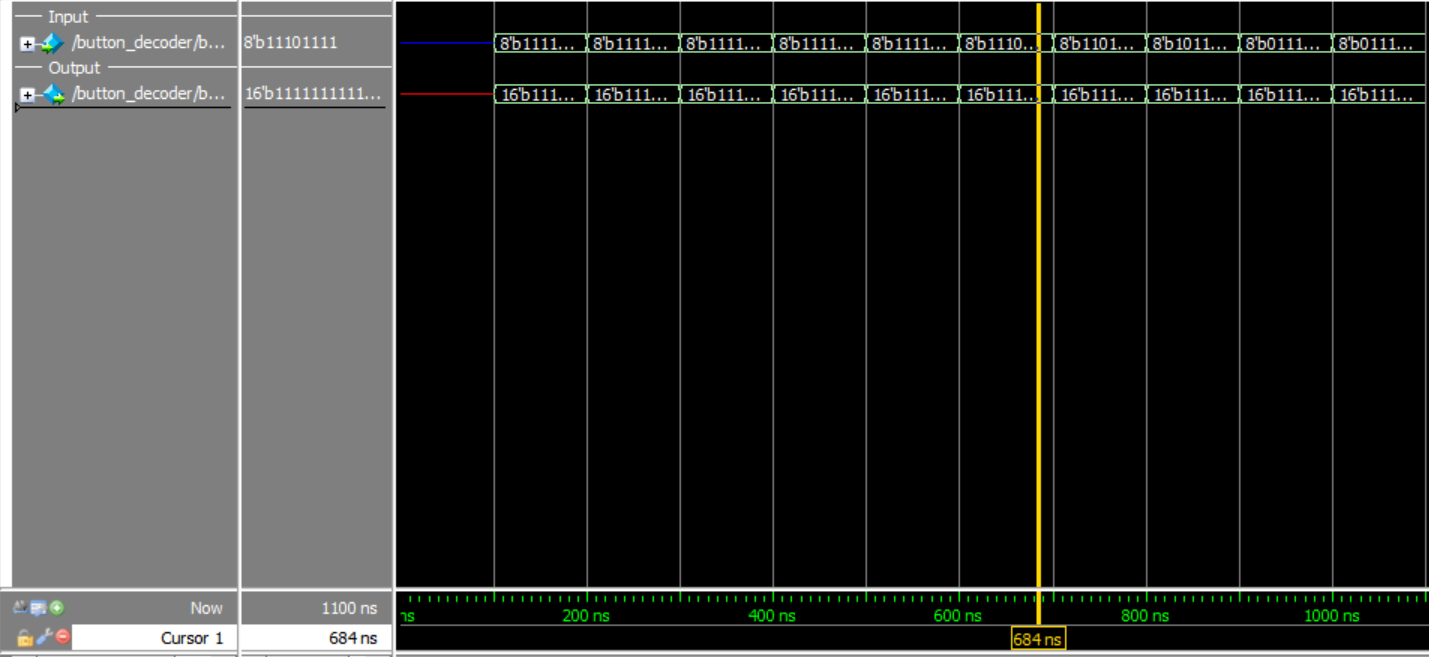 Input
/button_decoder/b... 8'b11101111 8'b1111... 8'b1111... 8'b1111... 8'b1111... 8'b1111... 8'b1110... 8'b1101... 8'b1011... 8'b0111... 8'b0111...
Output
/button_decoder/b... 16'b1111111111... 16'b111... 16'b111... 16'b111... 16'b111... 16'b111... 16'b111... 16'b111... 16'b111... 16'b111... 16'b111...
Now 1100 ns ns 200 ns 400 ns 600 ns 800 ns 1000 ns
Cursor 1 684 ns 684 ns